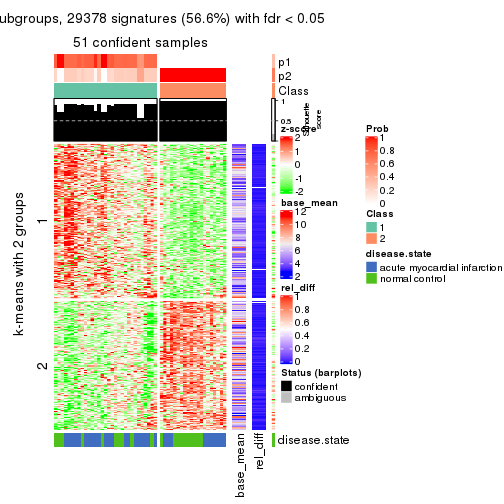 ubgroups, 29378 signatures (56.6%) with fdr < 0.05
51 confident samples
p1
p2
Class
1
0.5
0
Silhouette
score
k-means with 2 groups
1
2
base_mean
rel_diff
disease.state
z-score
2
1
0
-1
-2
base_mean
12
10
8
6
4
2
rel_diff
1
0.8
0.6
0.4
0.2
0
Status (barplots)
confident
ambiguous
Prob
1
0.8
0.6
0.4
0.2
0
Class
1
2
disease.state
acute myocardial infarction
normal control